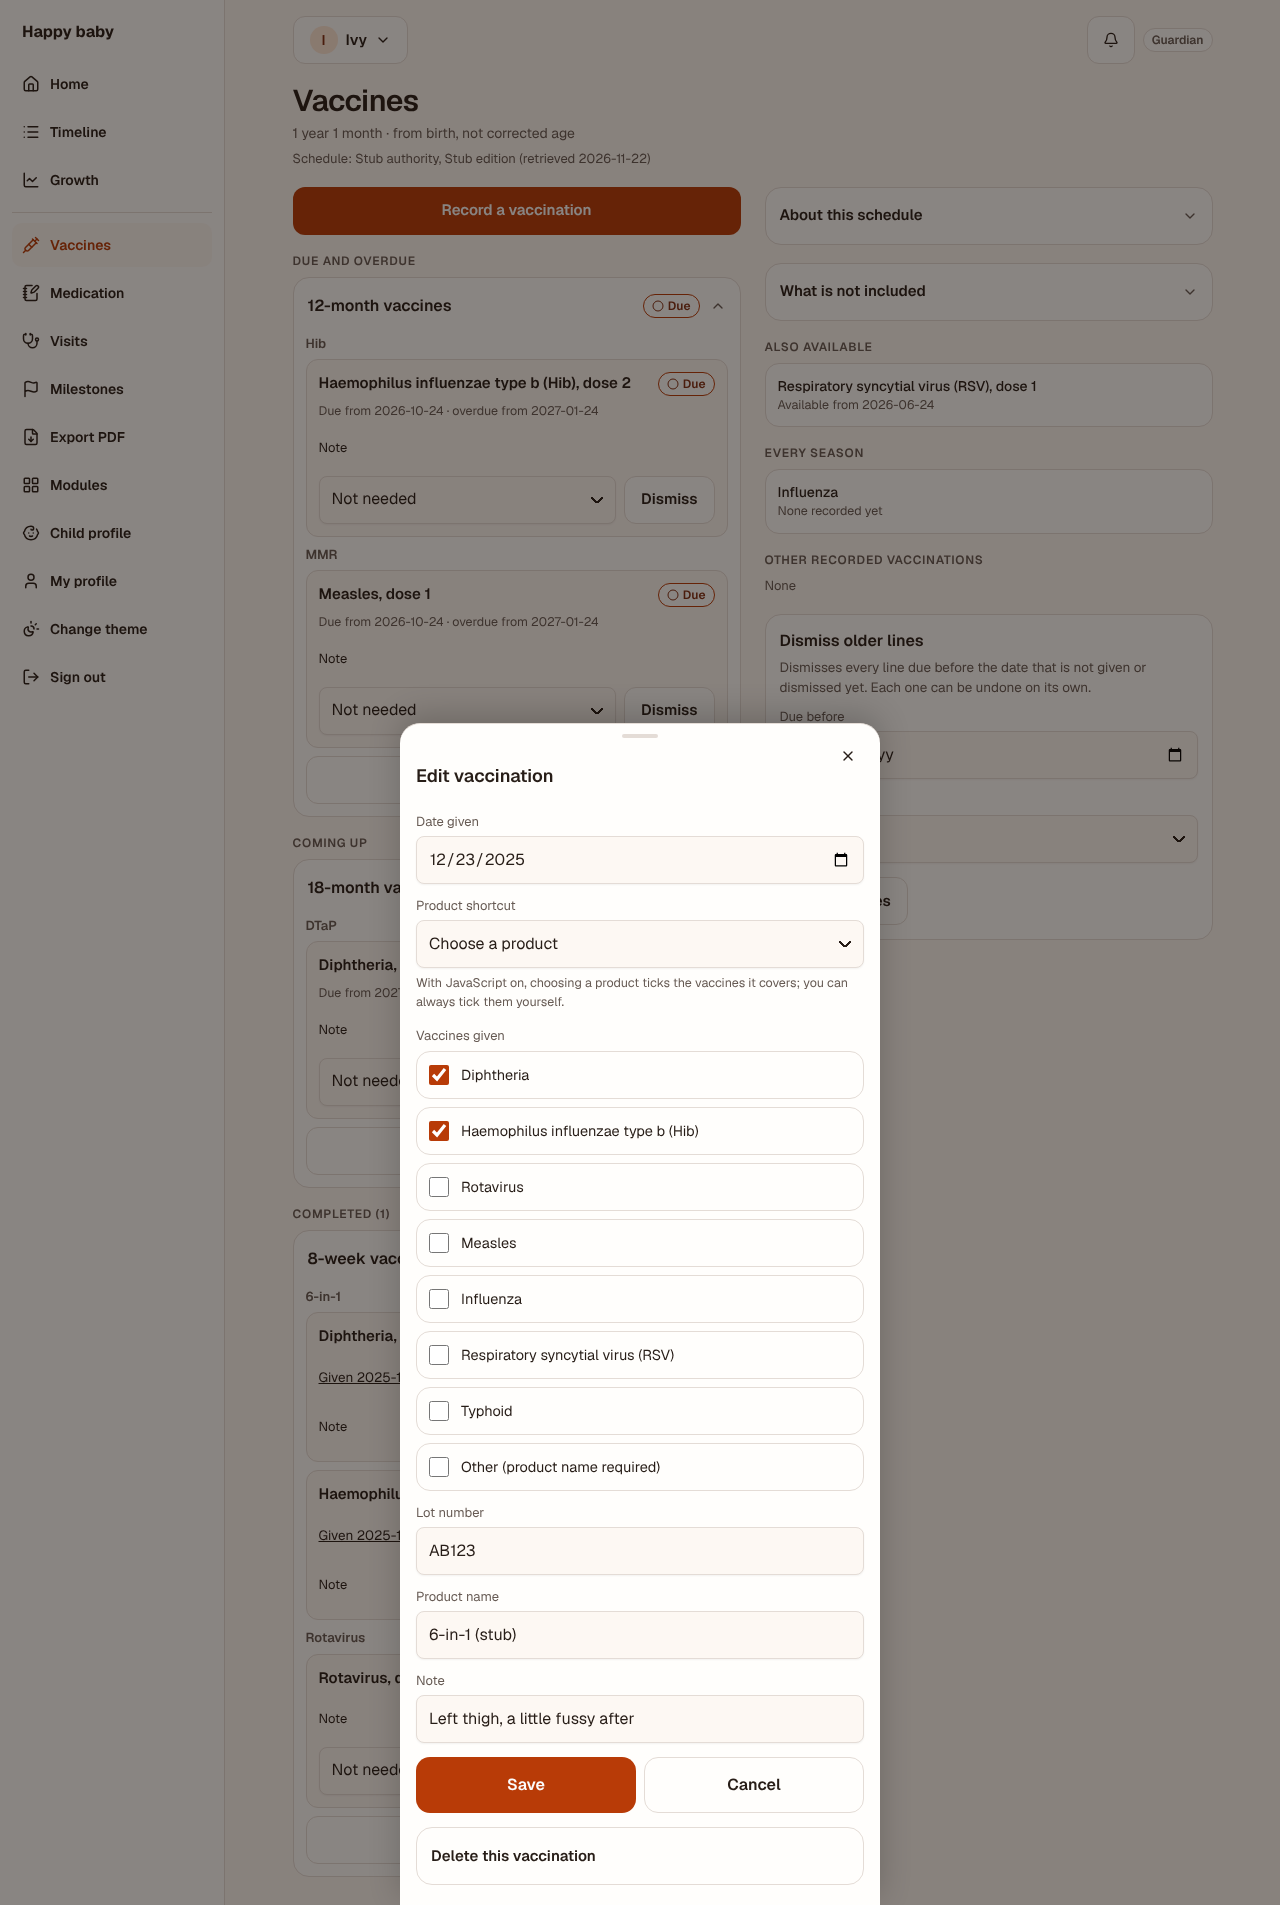 Happy baby
Home
Timeline
Growth
Vaccines
Medication
Visits
Milestones
Export PDF
Modules
Child profile
My profile
Change theme
Sign out
I Ivy
Guardian
Vaccines
1 year 1 month · from birth, not corrected age
Schedule: Stub authority, Stub edition (retrieved 2026-11-22)
Record a vaccination
DUE AND OVERDUE
12-month vaccines
Due
Hib
Haemophilus influenzae type b (Hib), dose 2
Due
Due from 2026-10-24 · overdue from 2027-01-24
Note
Not needed
Dismiss
MMR
Measles, dose 1
Due
Due from 2026-10-24 · overdue from 2027-01-24
Note
Not needed
Dismiss
COMING UP
18-month va
DTaP
Diphtheria,
Due from 202
Note
Not need
COMPLETED (1)
8-week vacc
6-in-1
Diphtheria,
Given 2025-1
Note
Haemophilu
Given 2025-1
Note
Rotavirus
Rotavirus, d
Note
Not need
About this schedule
What is not included
ALSO AVAILABLE
Respiratory syncytial virus (RSV), dose 1
Available from 2026-06-24
EVERY SEASON
Influenza
None recorded yet
OTHER RECORDED VACCINATIONS
None
Dismiss older lines
Dismisses every line due before the date that is not given or
dismissed yet. Each one can be undone on its own.
Due before
yy
es
Edit vaccination
Date given
12/23/2025
Product shortcut
Choose a product
With JavaScript on, choosing a product ticks the vaccines it covers; you can
always tick them yourself.
Vaccines given
Diphtheria
Haemophilus influenzae type b (Hib)
Rotavirus
Measles
Influenza
Respiratory syncytial virus (RSV)
Typhoid
Other (product name required)
Lot number
AB123
Product name
6-in-1 (stub)
Note
Left thigh, a little fussy after
Save
Cancel
Delete this vaccination